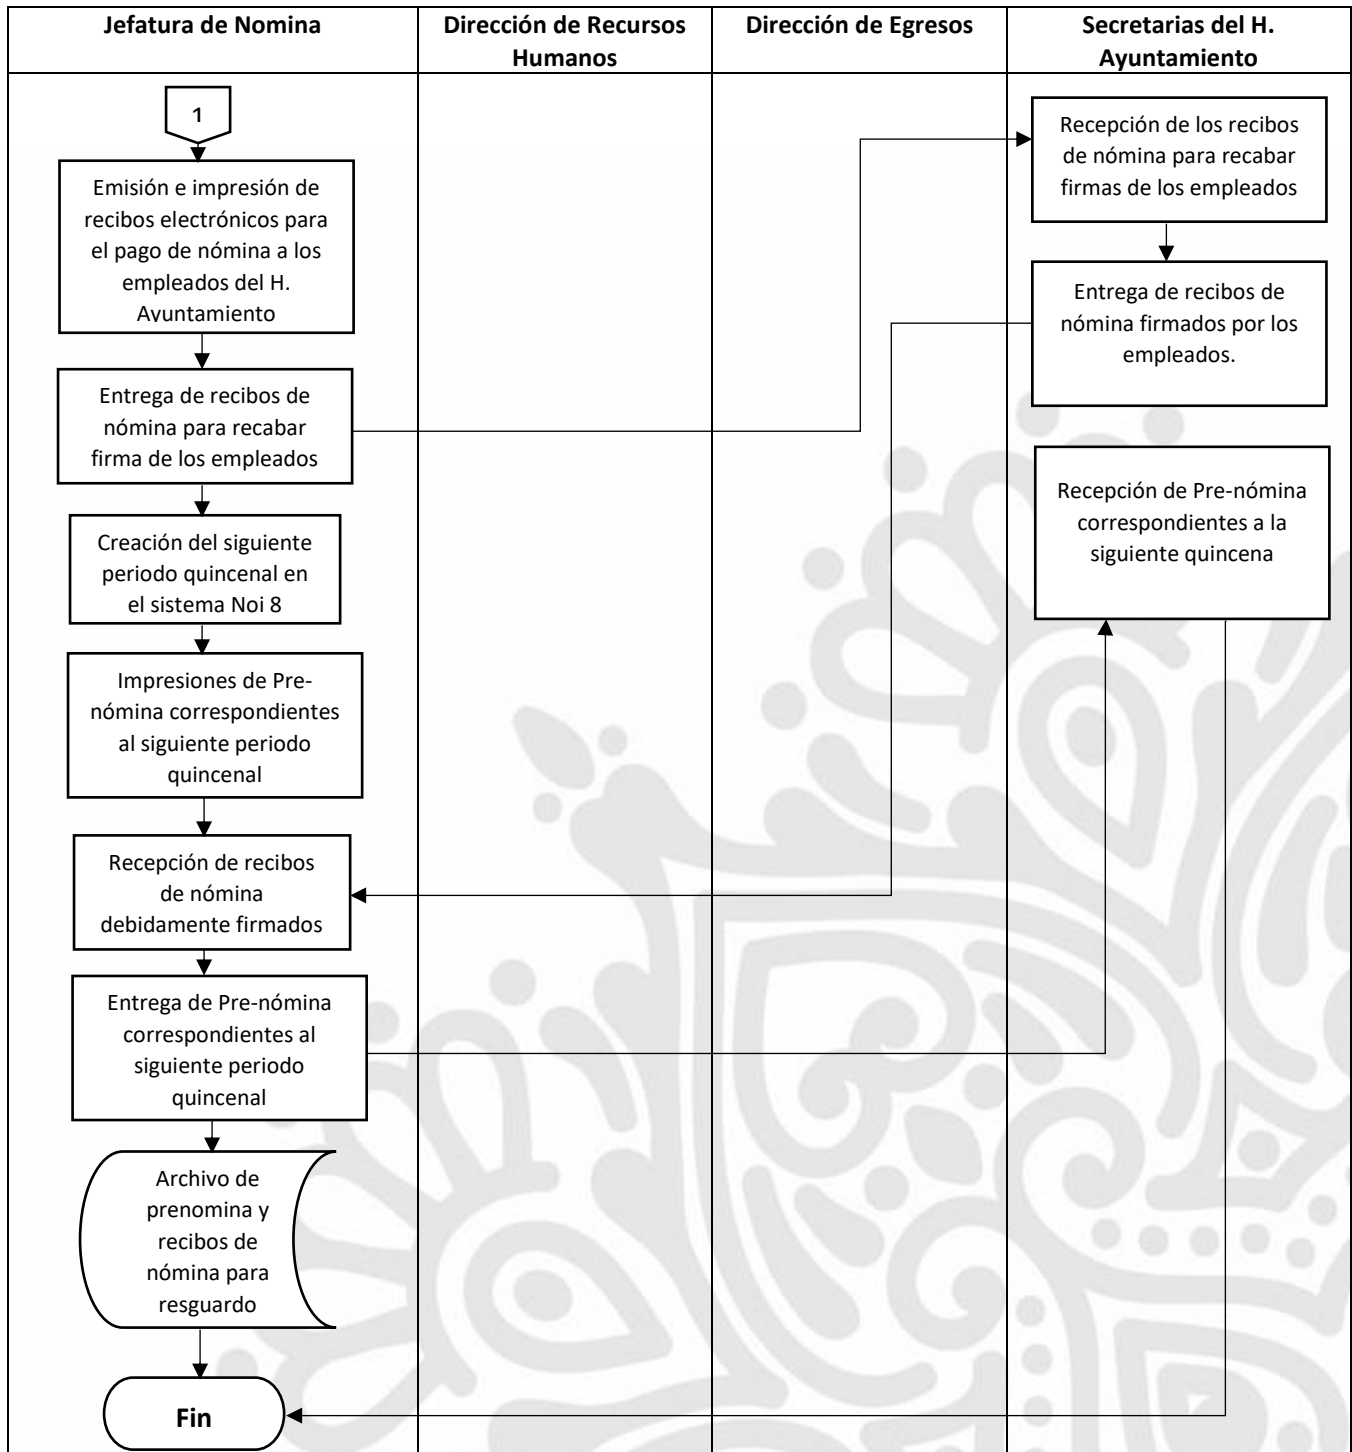 Jefatura de Nomina
Dirección de Recursos
Humanos
Dirección de Egresos
Secretarias del H.
Ayuntamiento
1
Emisión e impresión de
recibos electrónicos para
el pago de nómina a los
empleados del H.
Ayuntamiento
Entrega de recibos de
nómina para recabar
firma de los empleados
Creación del siguiente
periodo quincenal en
el sistema Noi 8
Impresiones de Pre-
nómina correspondientes
al siguiente periodo
quincenal
Recepción de recibos
de nómina
debidamente firmados
Entrega de Pre-nómina
correspondientes al
siguiente periodo
quincenal
Archivo de
prenomina y
recibos de
nómina para
resguardo
Fin
Recepción de los recibos
de nómina para recabar
firmas de los empleados
Entrega de recibos de
nómina firmados por los
empleados.
Recepción de Pre-nómina
correspondientes a la
siguiente quincena